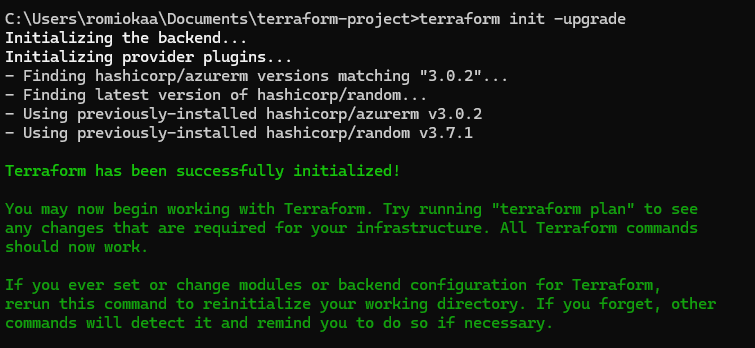 C:\Users\romiokaa\Documents\terraform-project>terraform init -upgrade
Initializing the backend...
Initializing provider plugins...
- Finding hashicorp/azurerm versions matching "3.0.2"...
- Finding latest version of hashicorp/random...
- Using previously-installed hashicorp/azurerm v3.0.2
- Using previously-installed hashicorp/random v3.7.1
Terraform has been successfully initialized!
You may now begin working with Terraform. Try running "terraform plan" to see
any changes that are required for your infrastructure. All Terraform commands
should now work.
If you ever set or change modules or backend configuration for Terraform,
rerun this command to reinitialize your working directory. If you forget, other
commands will detect it and remind you to do so if necessary.